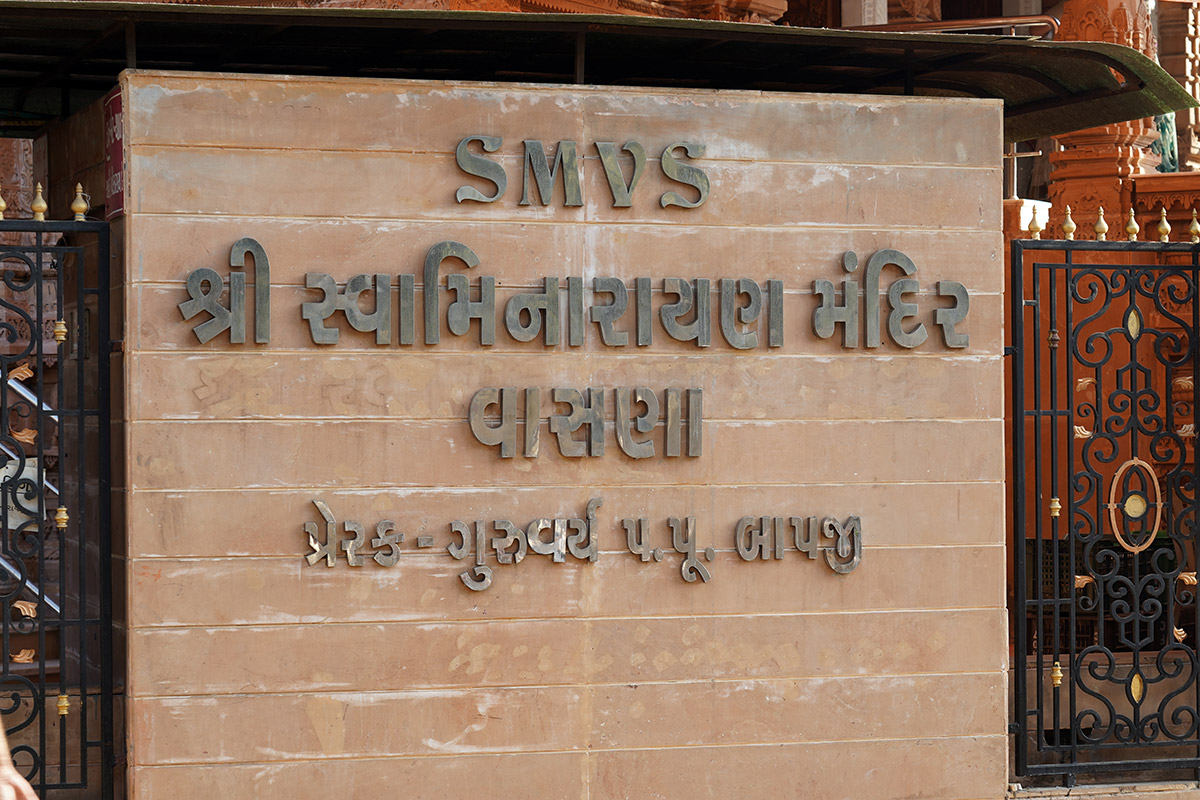 SMVS
શ્રી સ્વામિનારાયણ મંદિર
વાસણા
પ્રેરક - ગુરુવર્ય પ.પૂ. બાપજી